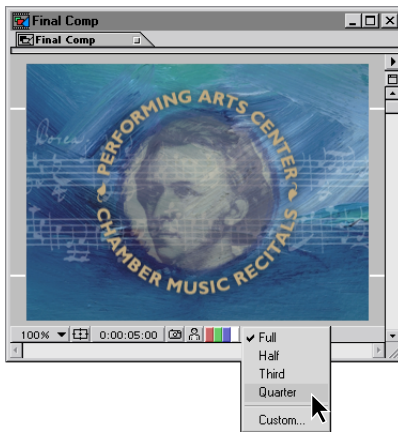 Final Comp
Final Comp
PERFORMING ARTS CENTER
CHAMBER MUSIC RECITALS
100%
0:00:05:00
Full
Half
Third
Quarter
Custom...